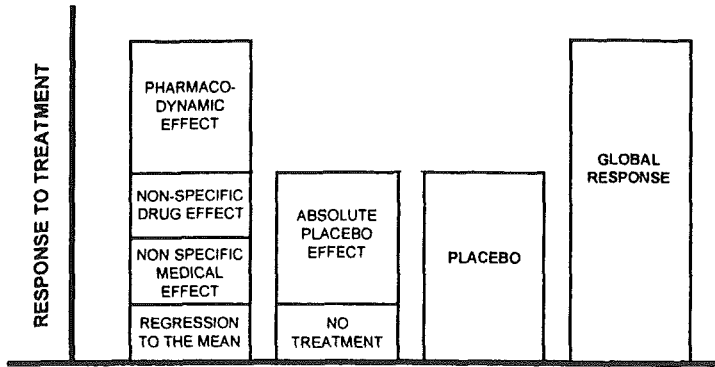 RESPONSE TO TREATMENT
PHARMACO-
DYNAMIC
EFFECT
NON-SPECIFIC
DRUG EFFECT
NON SPECIFIC
MEDICAL
EFFECT
REGRESSION
TO THE MEAN
ABSOLUTE
PLACEBO
EFFECT
NO
TREATMENT
PLACEBO
GLOBAL
RESPONSE